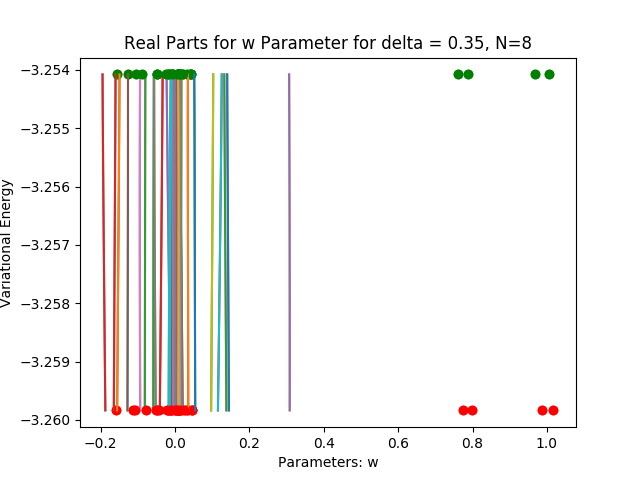 Real Parts for w Parameter for delta = 0.35, N=8
Variational Energy
−3.254
−3.255
−3.256
−3.257
−3.258
−3.259
−3.260
−0.2 0.0 0.2 0.4 0.6 0.8 1.0
Parameters: w